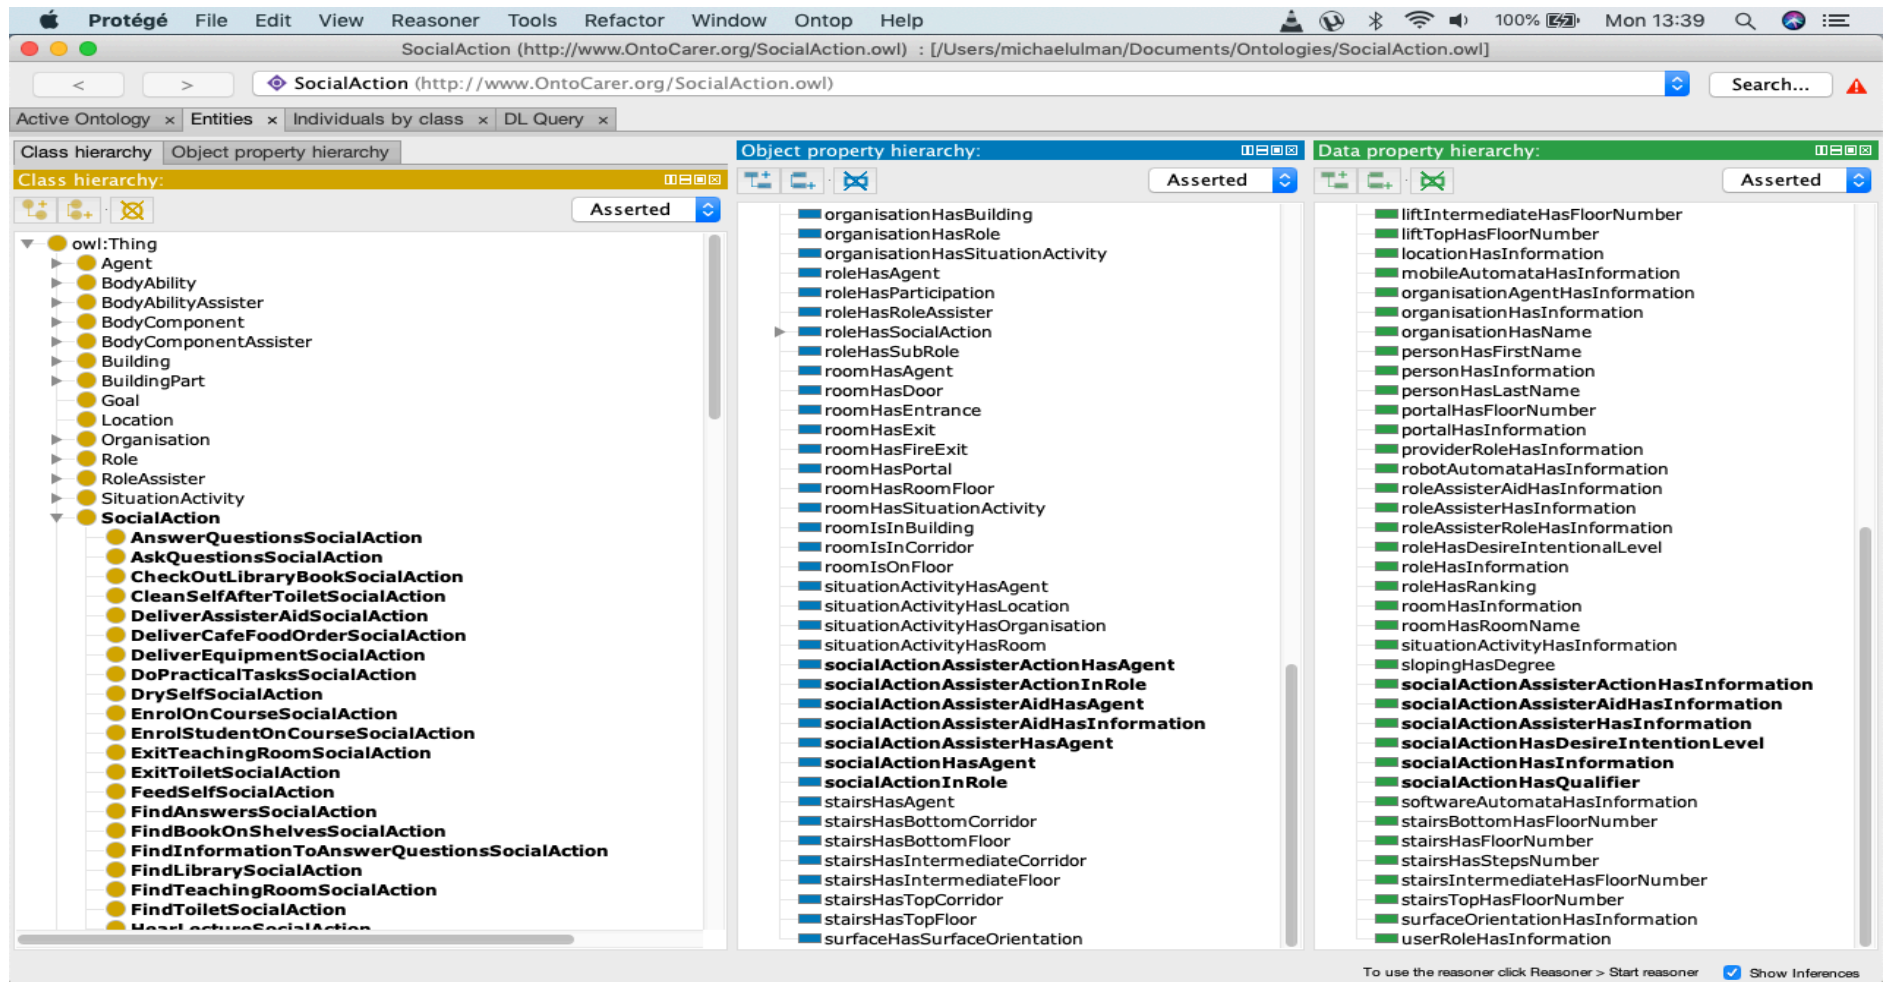 Protégé File Edit View Reasoner Tools Refactor Window Ontop Help 100% Mon 13:39
SocialAction (http://www.OntoCarer.org/SocialAction.owl) : [/Users/michaelulman/Documents/Ontologies/SocialAction.owl]
< > SocialAction (http://www.OntoCarer.org/SocialAction.owl) Search...
Active Ontology × Entities × Individuals by class × DL Query ×
Class hierarchy Object property hierarchy
Class hierarchy:
Asserted
owl:Thing
Agent
BodyAbility
BodyAbilityAssister
BodyComponent
BodyComponentAssister
Building
BuildingPart
Goal
Location
Organisation
Role
RoleAssister
SituationActivity
SocialAction
AnswerQuestionsSocialAction
AskQuestionsSocialAction
CheckOutLibraryBookSocialAction
CleanSelfAfterToiletSocialAction
DeliverAssisterAidSocialAction
DeliverCafeFoodOrderSocialAction
DeliverEquipmentSocialAction
DoPracticalTasksSocialAction
DrySelfSocialAction
EnrolOnCourseSocialAction
EnrolStudentOnCourseSocialAction
ExitTeachingRoomSocialAction
ExitToiletSocialAction
FeedSelfSocialAction
FindAnswersSocialAction
FindBookOnShelvesSocialAction
FindInformationToAnswerQuestionsSocialAction
FindLibrarySocialAction
FindTeachingRoomSocialAction
FindToiletSocialAction
HearLectureSocialAction
Object property hierarchy:
Asserted
organisationHasBuilding
organisationHasRole
organisationHasSituationActivity
roleHasAgent
roleHasParticipation
roleHasRoleAssister
roleHasSocialAction
roleHasSubRole
roomHasAgent
roomHasDoor
roomHasEntrance
roomHasExit
roomHasFireExit
roomHasPortal
roomHasRoomFloor
roomHasSituationActivity
roomIsInBuilding
roomIsInCorridor
roomIsOnFloor
situationActivityHasAgent
situationActivityHasLocation
situationActivityHasOrganisation
situationActivityHasRoom
socialActionAssisterActionHasAgent
socialActionAssisterActionInRole
socialActionAssisterAidHasAgent
socialActionAssisterAidHasInformation
socialActionAssisterHasAgent
socialActionHasAgent
socialActionInRole
stairsHasAgent
stairsHasBottomCorridor
stairsHasBottomFloor
stairsHasIntermediateCorridor
stairsHasIntermediateFloor
stairsHasTopCorridor
stairsHasTopFloor
surfaceHasSurfaceOrientation
Data property hierarchy:
Asserted
liftIntermediateHasFloorNumber
liftTopHasFloorNumber
locationHasInformation
mobileAutomataHasInformation
organisationAgentHasInformation
organisationHasInformation
organisationHasName
personHasFirstName
personHasInformation
personHasLastName
portalHasFloorNumber
portalHasInformation
providerRoleHasInformation
robotAutomataHasInformation
roleAssisterAidHasInformation
roleAssisterHasInformation
roleAssisterRoleHasInformation
roleHasDesireIntentionalLevel
roleHasInformation
roleHasRanking
roomHasInformation
roomHasRoomName
situationActivityHasInformation
slopingHasDegree
socialActionAssisterActionHasInformation
socialActionAssisterAidHasInformation
socialActionAssisterHasInformation
socialActionHasDesireIntentionLevel
socialActionHasInformation
socialActionHasQualifier
softwareAutomataHasInformation
stairsBottomHasFloorNumber
stairsHasFloorNumber
stairsHasStepsNumber
stairsIntermediateHasFloorNumber
stairsTopHasFloorNumber
surfaceOrientationHasInformation
userRoleHasInformation
To use the reasoner click Reasoner > Start reasoner Show Inferences